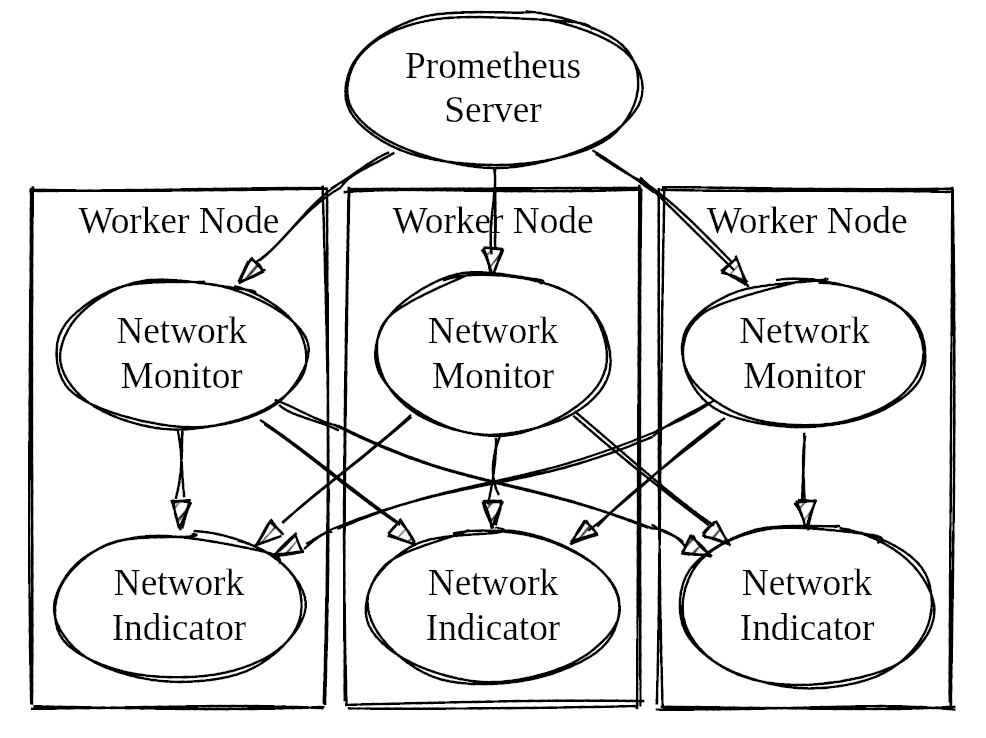 Prometheus
Server
Worker Node
Worker Node
Worker Node
Network
Monitor
Network
Monitor
Network
Monitor
Network
Indicator
Network
Indicator
Network
Indicator